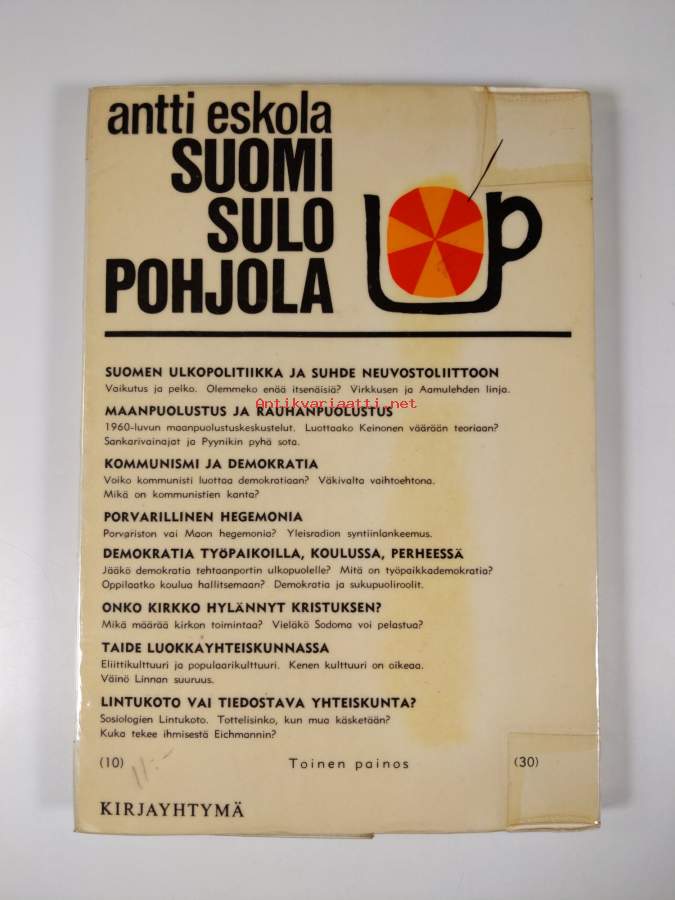 antti eskola
SUOMI
SULO
POHJOLA
SUOMEN ULKOPOLITIIKKA JA SUHDE NEUVOSTOLIITTOON
Vaikutus ja pelko. Olemmeko enää itsenäisiä? Virkkusen ja Aamulehden linja.
Antikvariaatti.net
MAANPUOLUSTUS JA RAUHANPUOLUSTUS
1960-luvun maanpuolustuskeskustelut. Luottaako Keinonen väärään teoriaan?
Sankarivainajat ja Pyynikin pyhä sota.
KOMMUNISMI JA DEMOKRATIA
Voiko kommunisti luottaa demokratiaan? Väkivalta vaihtoehtona.
Mikä on kommunistien kanta?
PORVARILLINEN HEGEMONIA
Porvariston vai Maon hegemonia? Yleisradion syntiinlankeemus.
DEMOKRATIA TYÖPAIKOILLA, KOULUSSA, PERHEESSÄ
Jääkö demokratia tehtaanportin ulkopuolelle? Mitä on työpaikkademokratia?
Oppilaatko koulua hallitsemaan? Demokratia ja sukupuoliroolit.
ONKO KIRKKO HYLÄNNYT KRISTUKSEN?
Mikä määrää kirkon toimintaa? Vieläkö Sodoma voi pelastua?
TAIDE LUOKKAYHTEISKUNNASSA
Eliittikulttuuri ja populaarikulttuuri. Kenen kulttuuri on oikeaa.
Väinö Linnan suuruus.
LINTUKOTO VAI TIEDOSTAVA YHTEISKUNTA?
Sosiologien Lintukoto. Tottelisinko, kun mua käsketään?
Kuka tekee ihmisestä Eichmannin?
(10) 11:- Toinen painos (30)
KIRJAYHTYMÄ